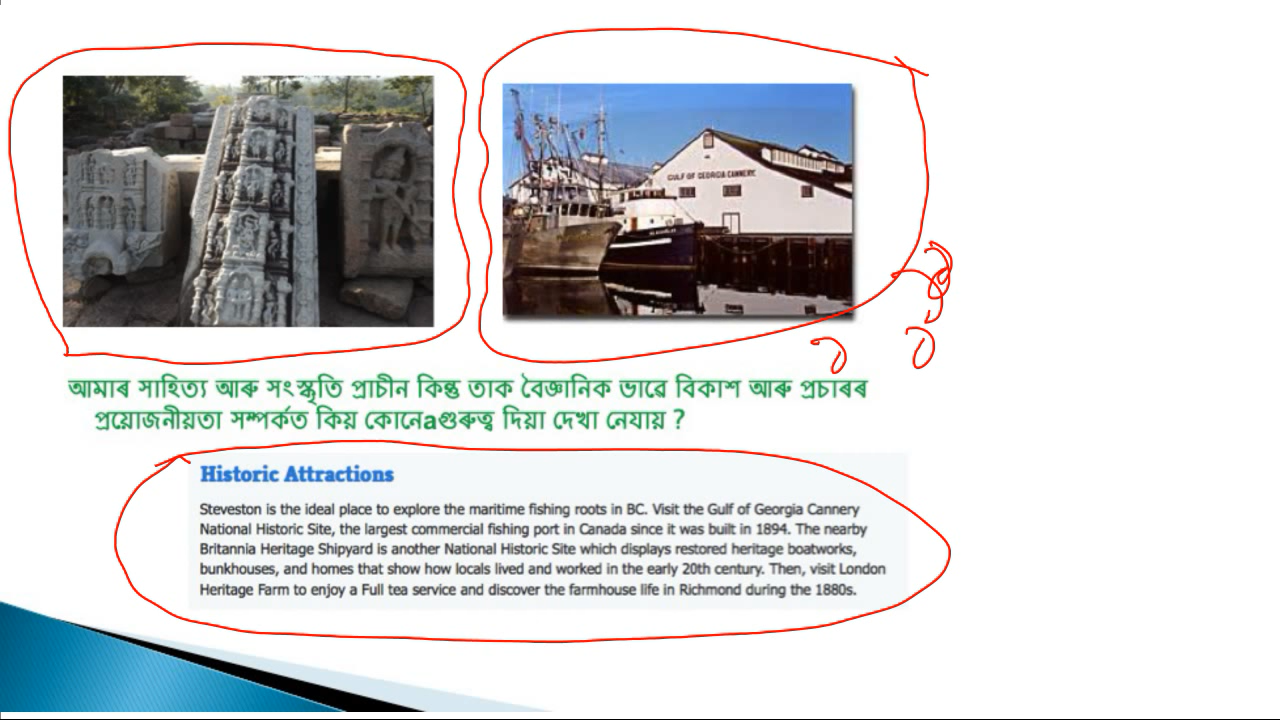 GULF OF GEORGIA CANNERY
আমাৰ সাহিত্য আৰু সংস্কৃতি প্ৰাচীন কিন্তু তাক বৈজ্ঞানিক ভাৱে বিকাশ আৰু প্ৰচাৰৰ
প্ৰয়োজনীয়তা সম্পৰ্কত কিয় কোনেaগুৰুত্ব দিয়া দেখা নেযায় ?
Historic Attractions
Steveston is the ideal place to explore the maritime fishing roots in BC. Visit the Gulf of Georgia Cannery
National Historic Site, the largest commercial fishing port in Canada since it was built in 1894. The nearby
Britannia Heritage Shipyard is another National Historic Site which displays restored heritage boatworks,
bunkhouses, and homes that show how locals lived and worked in the early 20th century. Then, visit London
Heritage Farm to enjoy a Full tea service and discover the farmhouse life in Richmond during the 1880s.